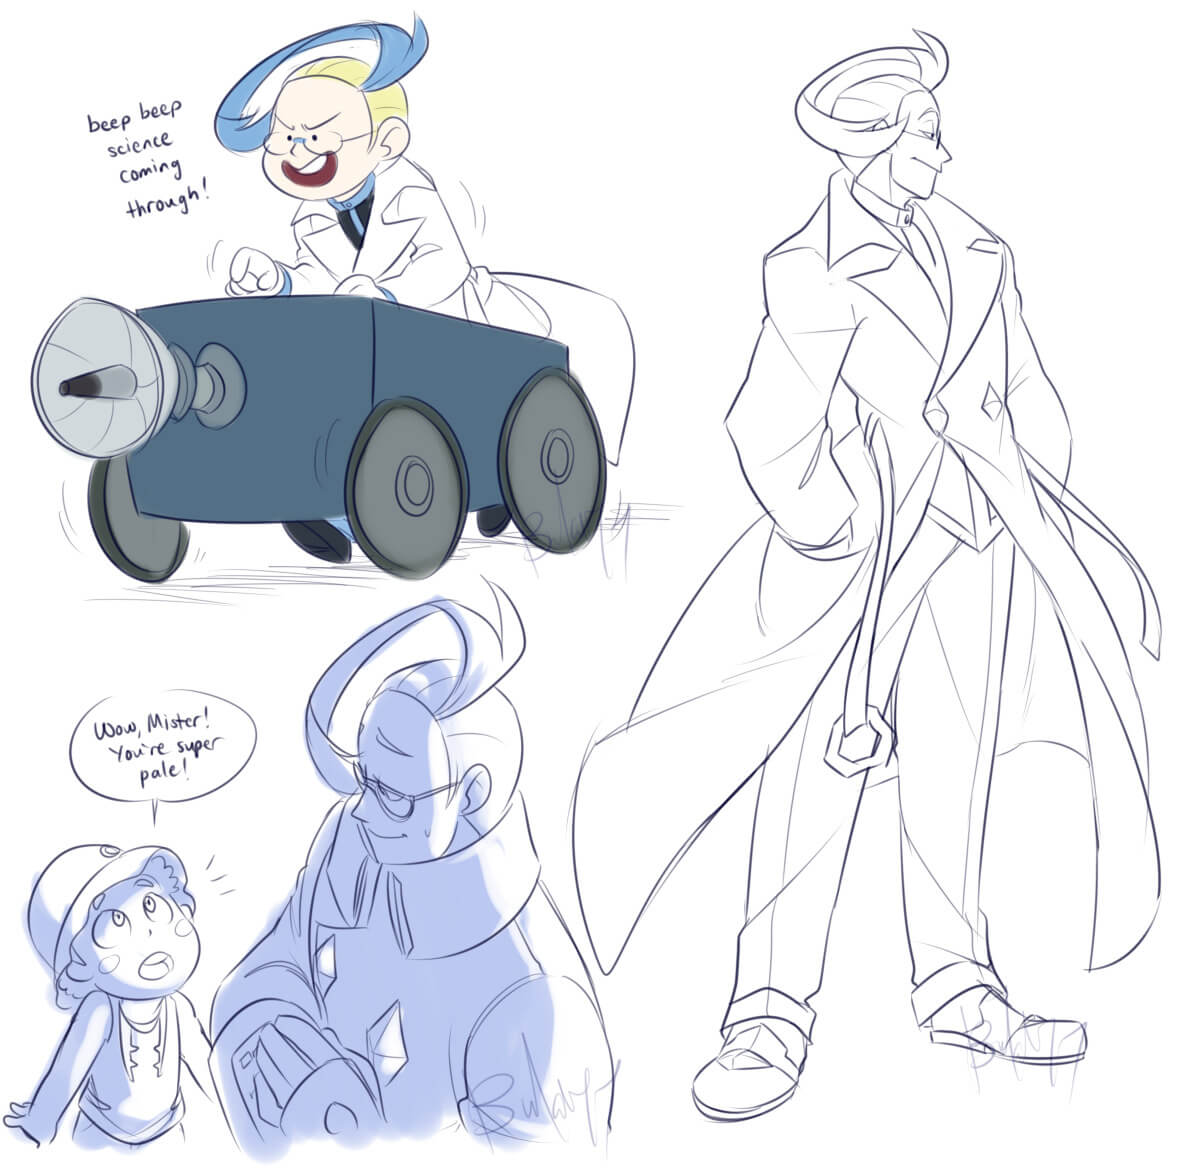 beep beep
science
coming
through!
Wow, Mister!
You're super
pale!